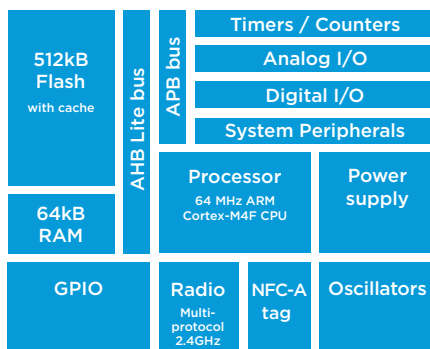 512kB
Flash
with cache
64kB
RAM
AHB Lite bus
APB bus
Timers / Counters
Analog I/O
Digital I/O
System Peripherals
Processor
64 MHz ARM
Cortex-M4F CPU
Power
supply
GPIO
Radio
Multi-
protocol
2.4GHz
NFC-A
tag
Oscillators